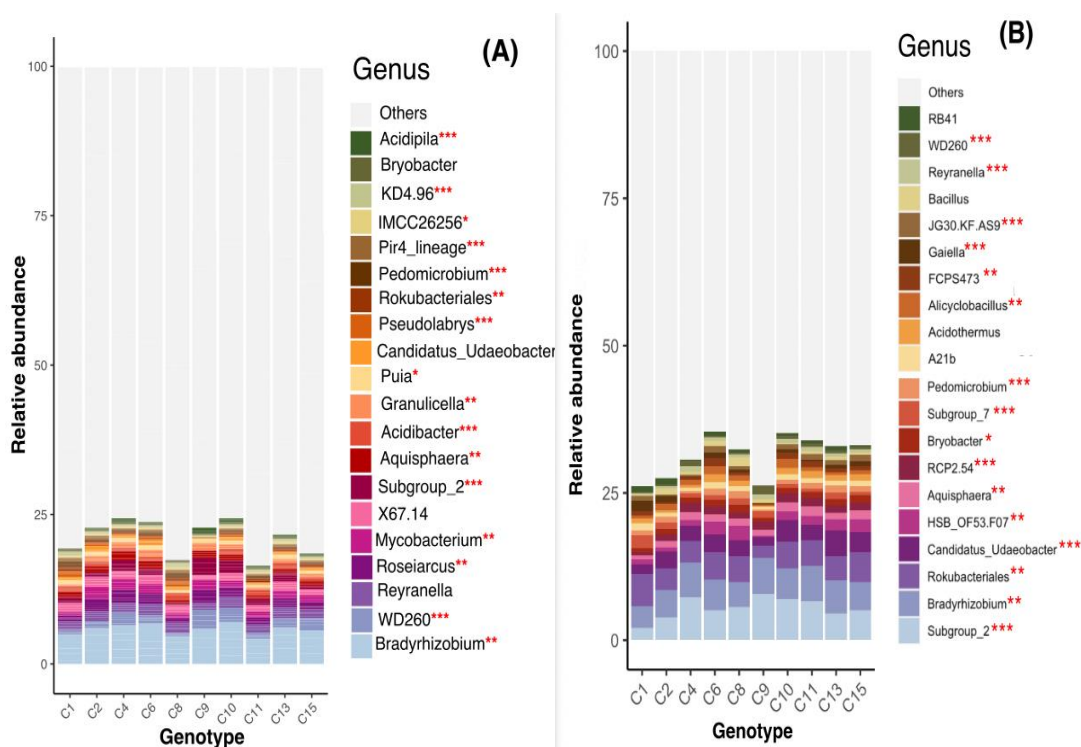 (A)
Genus
Others
Acidipila***
Bryobacter
KD4.96***
IMCC26256*
Pir4_lineage***
Pedomicrobium***
Rokubacteriales**
Pseudolabrys***
Candidatus_Udaeobacter
Puia*
Granulicella**
Acidibacter***
Aquisphaera**
Subgroup_2***
X67.14
Mycobacterium**
Roseiarcus**
Reyranella
WD260***
Bradyrhizobium**
Relative abundance
100
75
50
25
0
C1 C2 C4 C6 C8 C9 C10 C11 C13 C15
Genotype
(B)
Genus
Others
RB41
WD260***
Reyranella***
Bacillus
JG30.KF.AS9***
Gaiella***
FCPS473**
Alicyclobacillus**
Acidothermus
A21b
Pedomicrobium***
Subgroup_7***
Bryobacter*
RCP2.54***
Aquisphaera**
HSB_OF53.F07**
Candidatus_Udaeobacter***
Rokubacteriales**
Bradyrhizobium**
Subgroup_2***
Relative abundance
100
75
50
25
0
C1 C2 C4 C6 C8 C9 C10 C11 C13 C15
Genotype